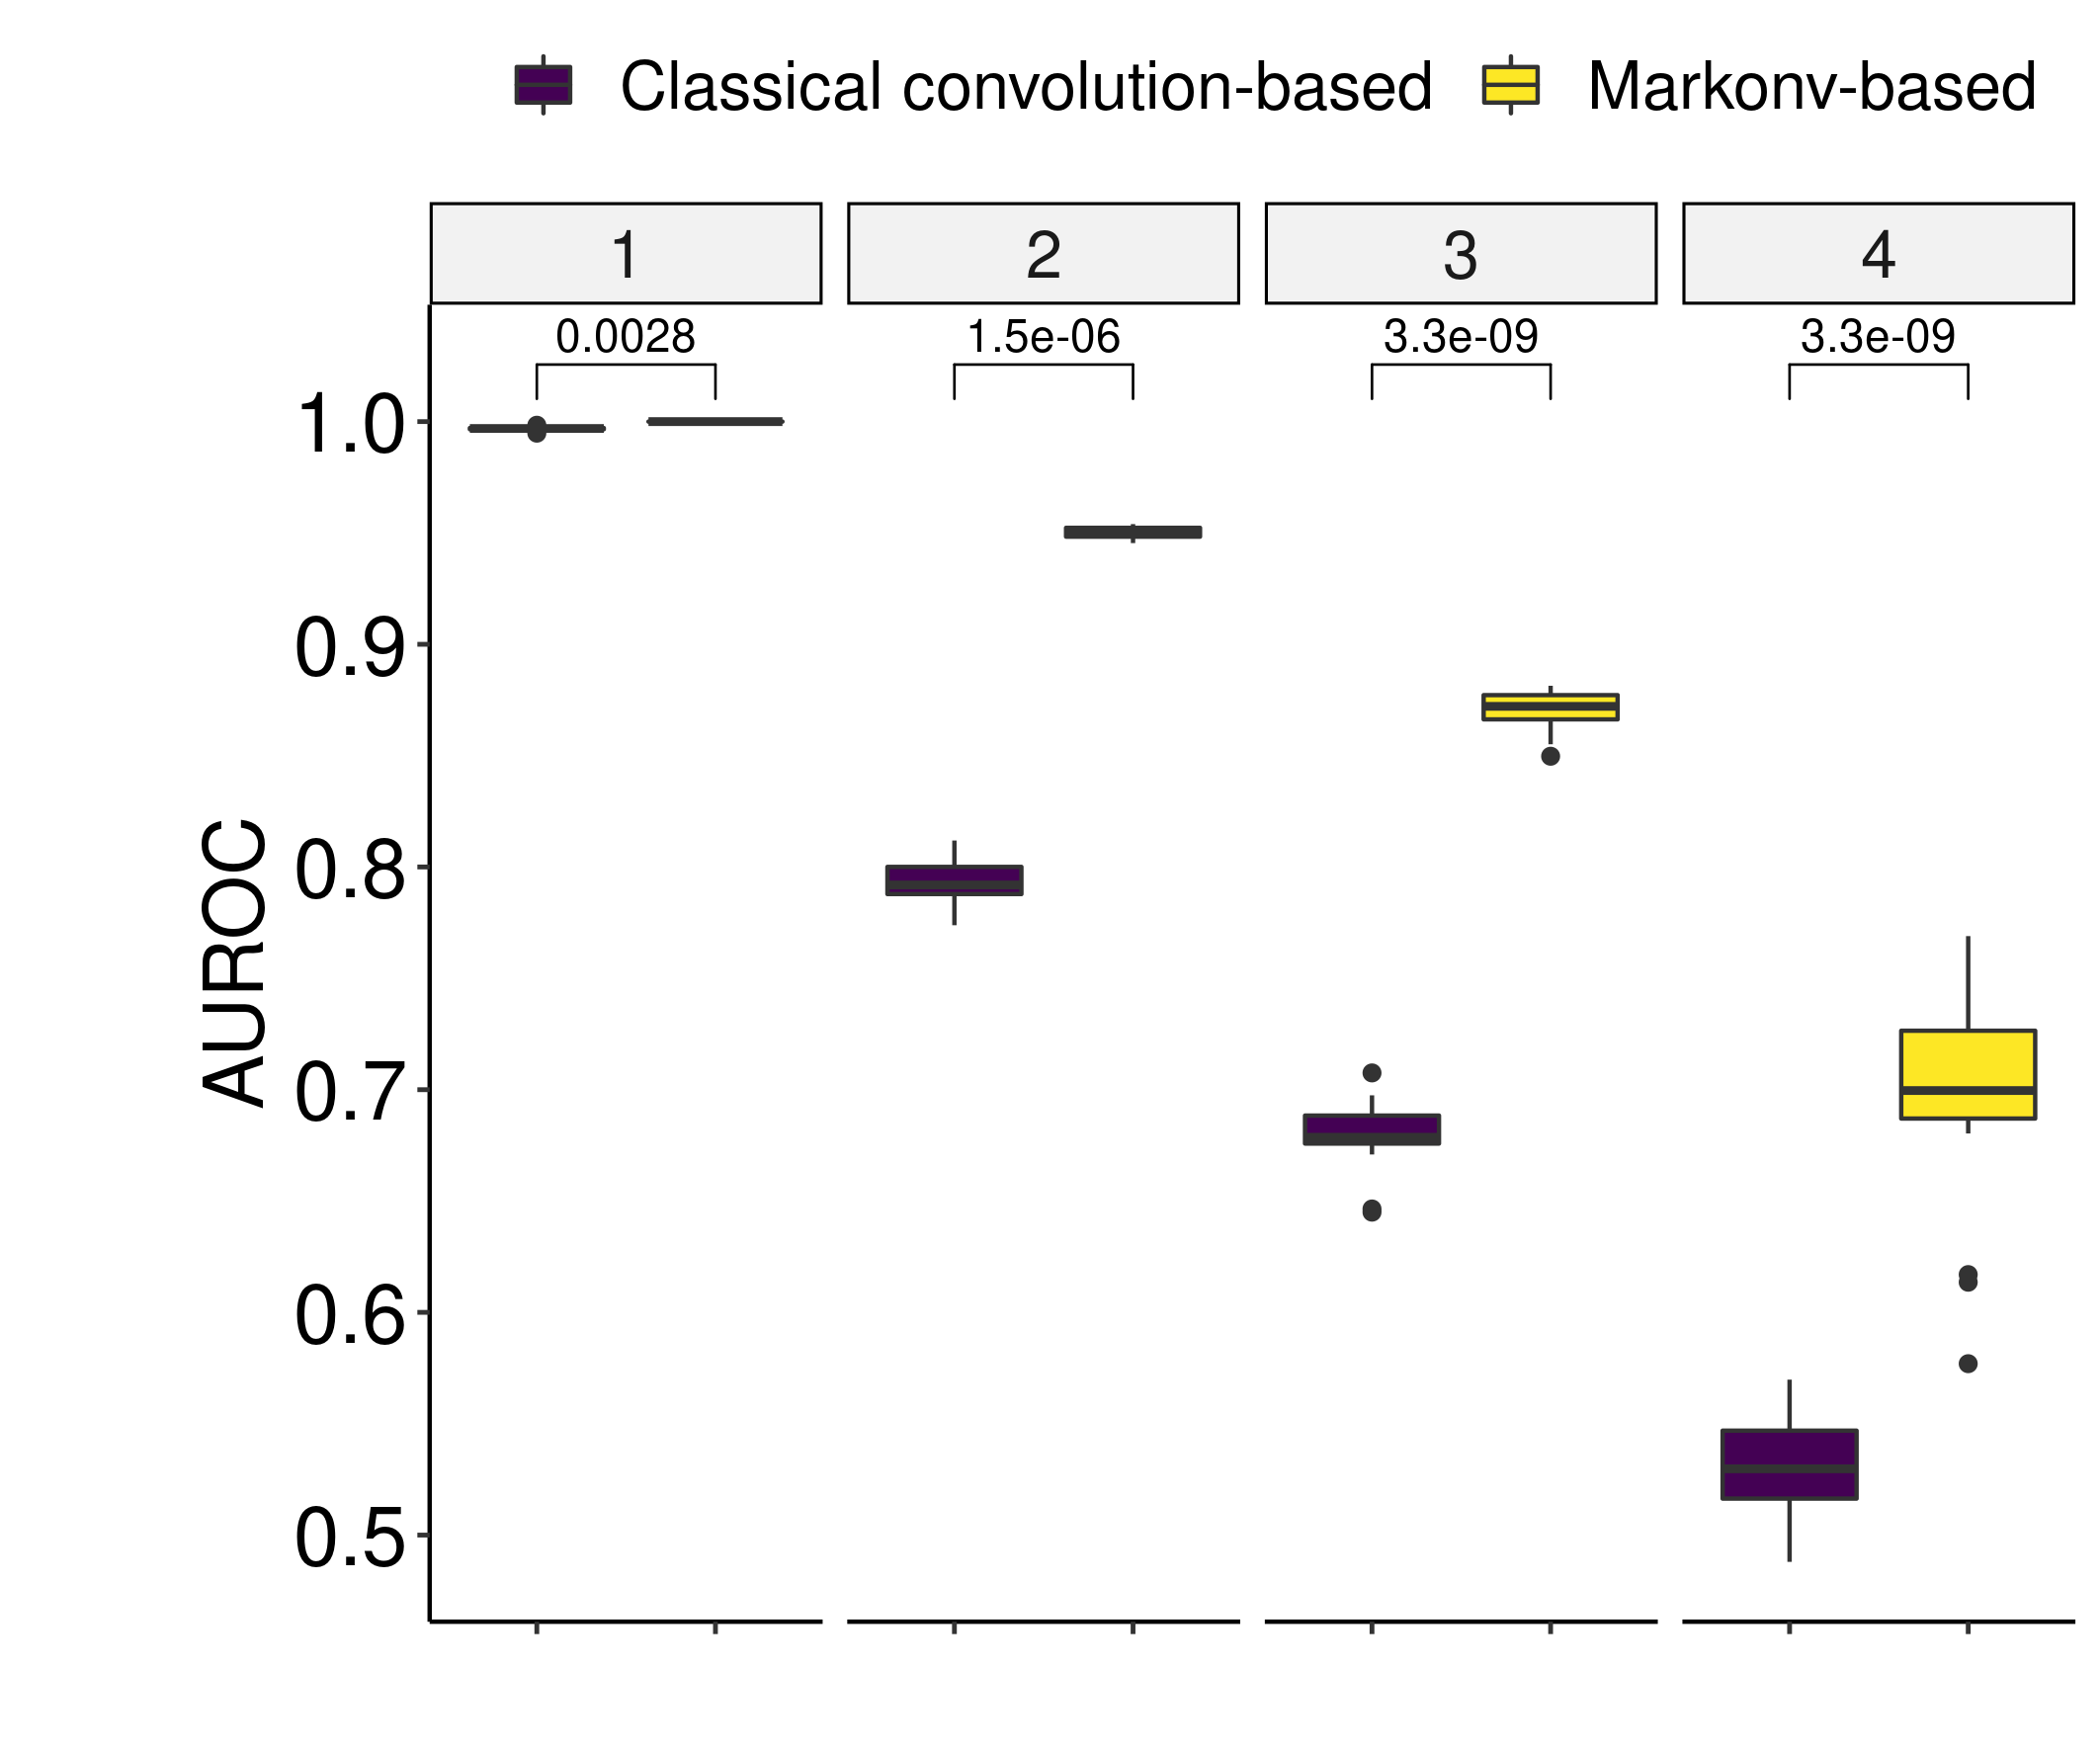 Classical convolution-based Markonv-based
1 2 3 4
0.0028 1.5e-06 3.3e-09 3.3e-09
1.0
0.9
0.8
0.7
0.6
0.5
AUROC